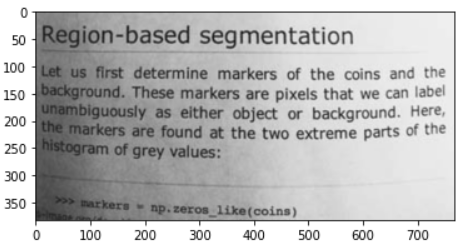 Region-based segmentation
Let us first determine markers of the coins and the
background. These markers are pixels that we can label
unambiguously as either object or background. Here,
the markers are found at the two extreme parts of the
histogram of grey values:
>>> markers = np.zeros_like(coins)
0
50
100
150
200
250
300
350
0 100 200 300 400 500 600 700